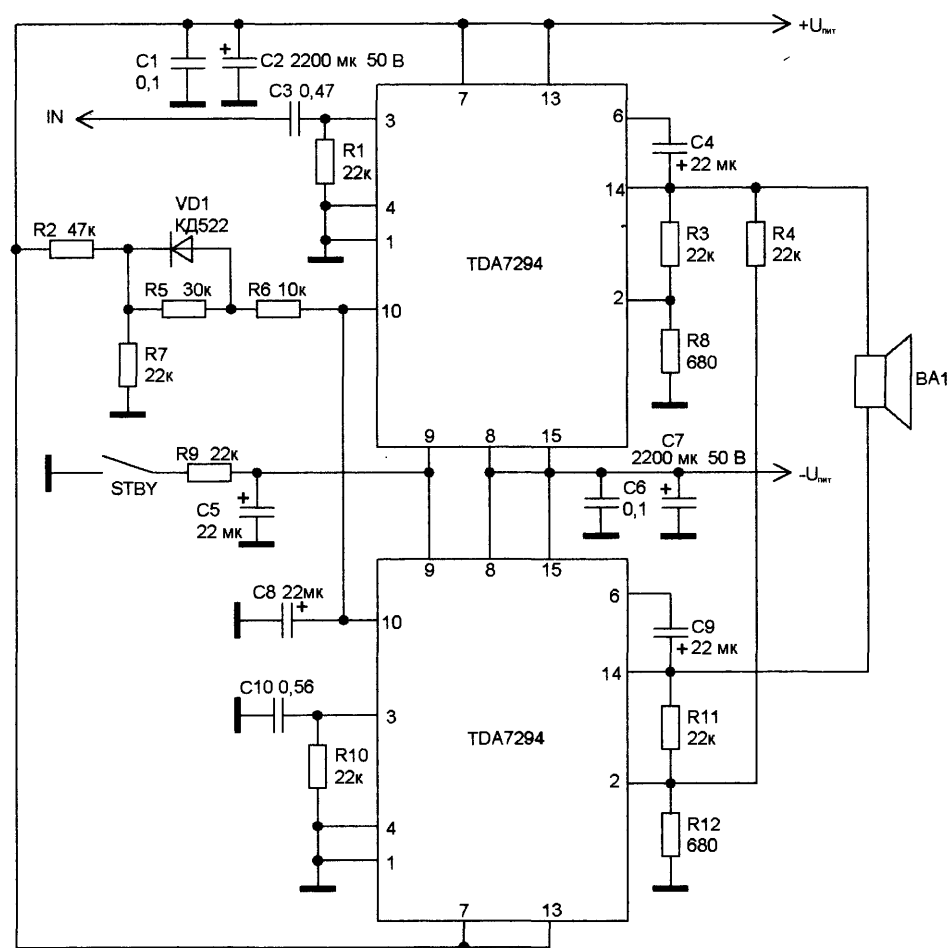 +Uпит
C1
0,1
C2 2200 мк 50 В
+
7
13
C3 0,47
IN
3
6
C4
+ 22 мк
R1
22к
14
VD1
КД522
4
R2 47к
1
TDA7294
R3
22к
R4
22к
R5 30к
R6 10к
10
2
R7
22к
R8
680
BA1
9
8
15
C7
2200 мк 50 В
R9 22к
STBY
-Uпит
+
C5
22 мк
C6
0,1
+
9
8
15
C8 22мк
+
10
6
C9
+ 22 мк
C10 0,56
14
3
R10
22к
TDA7294
R11
22к
2
4
R12
680
1
7
13